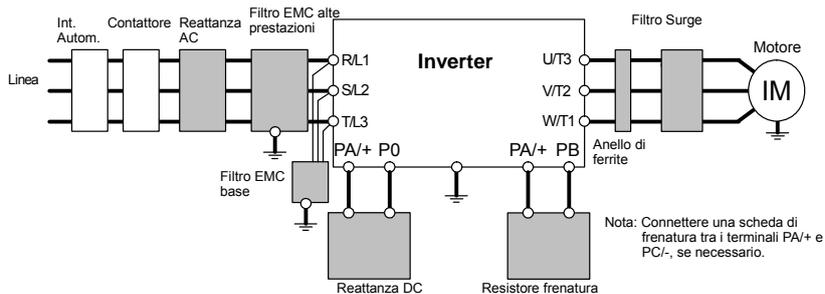 Int.
Autom.
Contattore
Reattanza
AC
Filtro EMC alte
prestazioni
Filtro Surge
Motore
Linea
R/L1
S/L2
T/L3
Inverter
U/T3
V/T2
W/T1
IM
PA/+
P0
PA/+
PB
Anello di
ferrite
Filtro EMC
base
Nota: Connettere una scheda di
frenatura tra i terminali PA/+ e
PC/-, se necessario.
Reattanza DC
Resistore frenatura